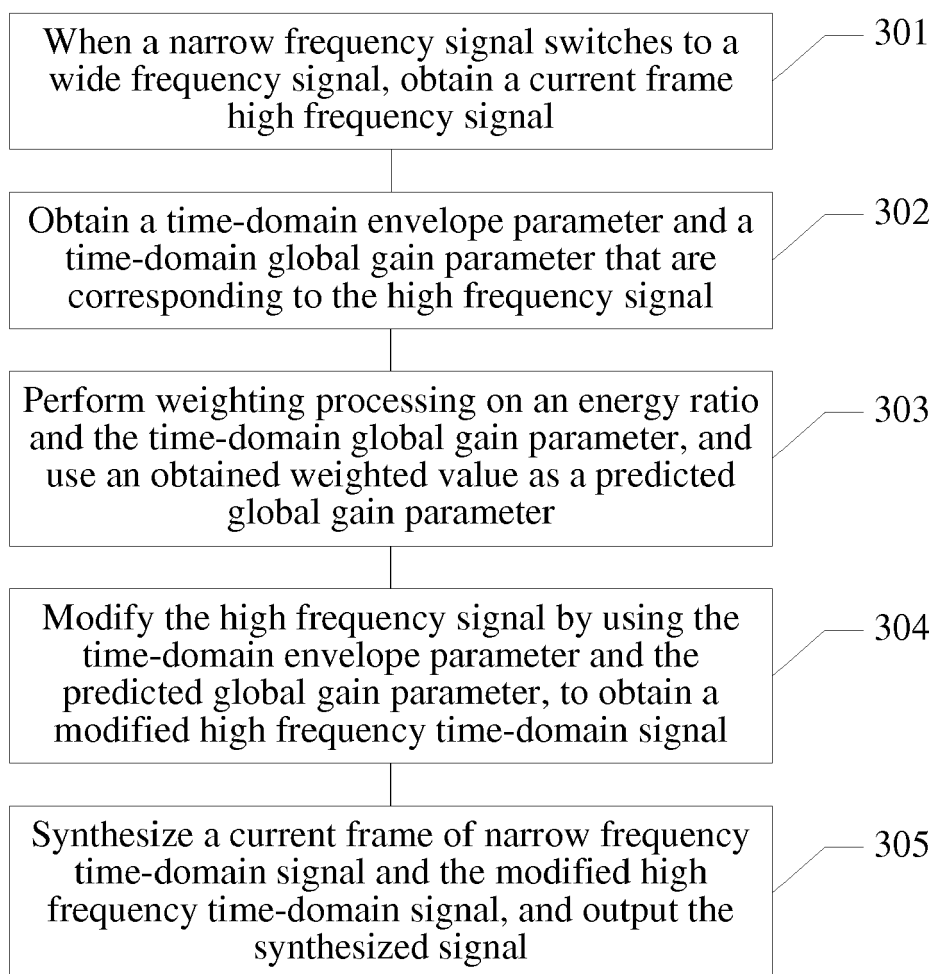 When a narrow frequency signal switches to a
wide frequency signal, obtain a current frame
high frequency signal
301
Obtain a time-domain envelope parameter and a
time-domain global gain parameter that are
corresponding to the high frequency signal
302
Perform weighting processing on an energy ratio
and the time-domain global gain parameter, and
use an obtained weighted value as a predicted
global gain parameter
303
Modify the high frequency signal by using the
time-domain envelope parameter and the
predicted global gain parameter, to obtain a
modified high frequency time-domain signal
304
Synthesize a current frame of narrow frequency
time-domain signal and the modified high
frequency time-domain signal, and output the
synthesized signal
305